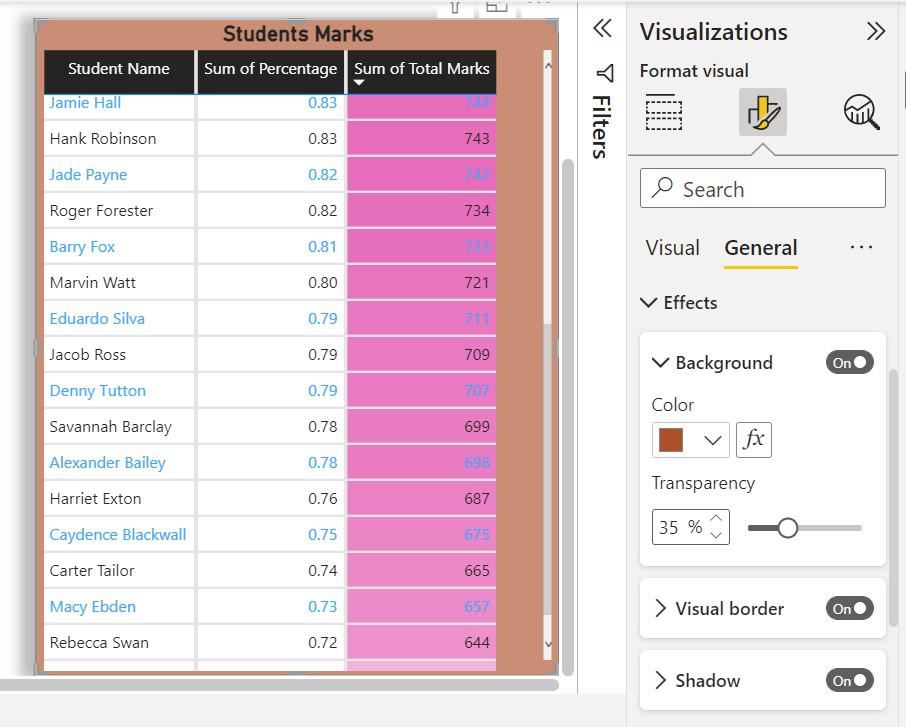 Students Marks
Student Name Sum of Percentage Sum of Total Marks
Jamie Hall 0.83 744
Hank Robinson 0.83 743
Jade Payne 0.82 742
Roger Forester 0.82 734
Barry Fox 0.81 733
Marvin Watt 0.80 721
Eduardo Silva 0.79 711
Jacob Ross 0.79 709
Denny Tutton 0.79 707
Savannah Barclay 0.78 699
Alexander Bailey 0.78 698
Harriet Exton 0.76 687
Caydence Blackwall 0.75 675
Carter Tailor 0.74 665
Macy Ebden 0.73 657
Rebecca Swan 0.72 644
Filters
Visualizations
Format visual
Search
Visual General ...
Effects
Background On
Color
fx
Transparency
35 %
Visual border On
Shadow On